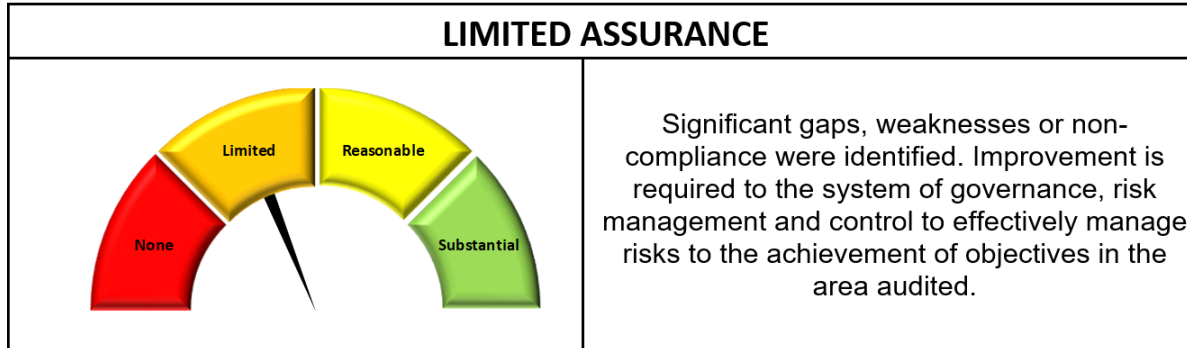 LIMITED ASSURANCE
Limited
Reasonable
None
Substantial
Significant gaps, weaknesses or non-
compliance were identified. Improvement is
required to the system of governance, risk
management and control to effectively manage
risks to the achievement of objectives in the
area audited.